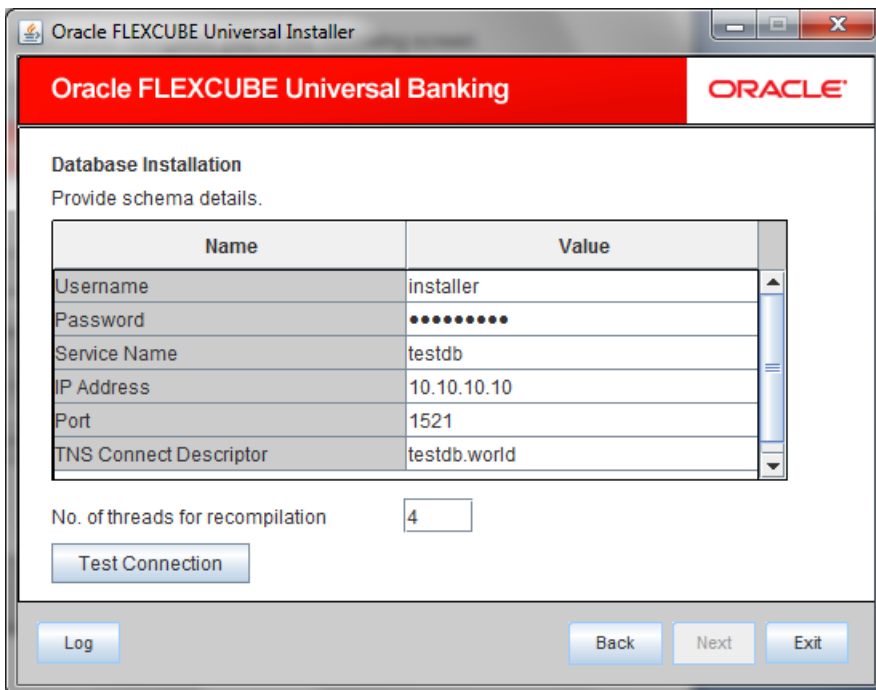 Oracle FLEXCUBE Universal Installer
Oracle FLEXCUBE Universal Banking
ORACLE
Database Installation
Provide schema details.
Name Value
Username installer
Password •••••••••
Service Name testdb
IP Address 10.10.10.10
Port 1521
TNS Connect Descriptor testdb.world
No. of threads for recompilation 4
Test Connection
Log Back Next Exit